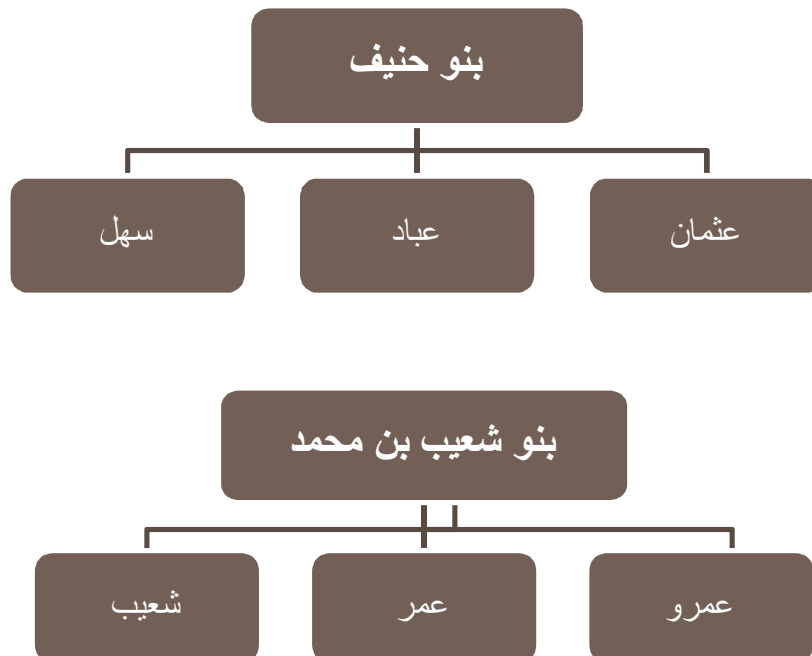 بنو حنيف
عثمان
عباد
سهل
بنو شعيب بن محمد
عمرو
عمر
شعيب